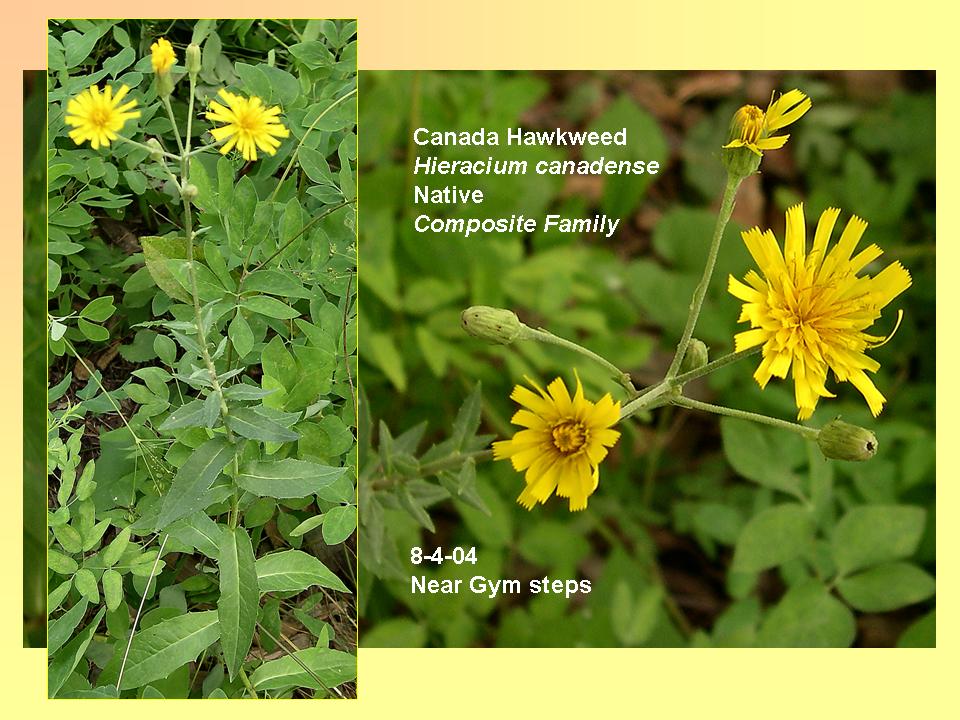 Canada Hawkweed
Hieracium canadense
Native
Composite Family
8-4-04
Near Gym steps